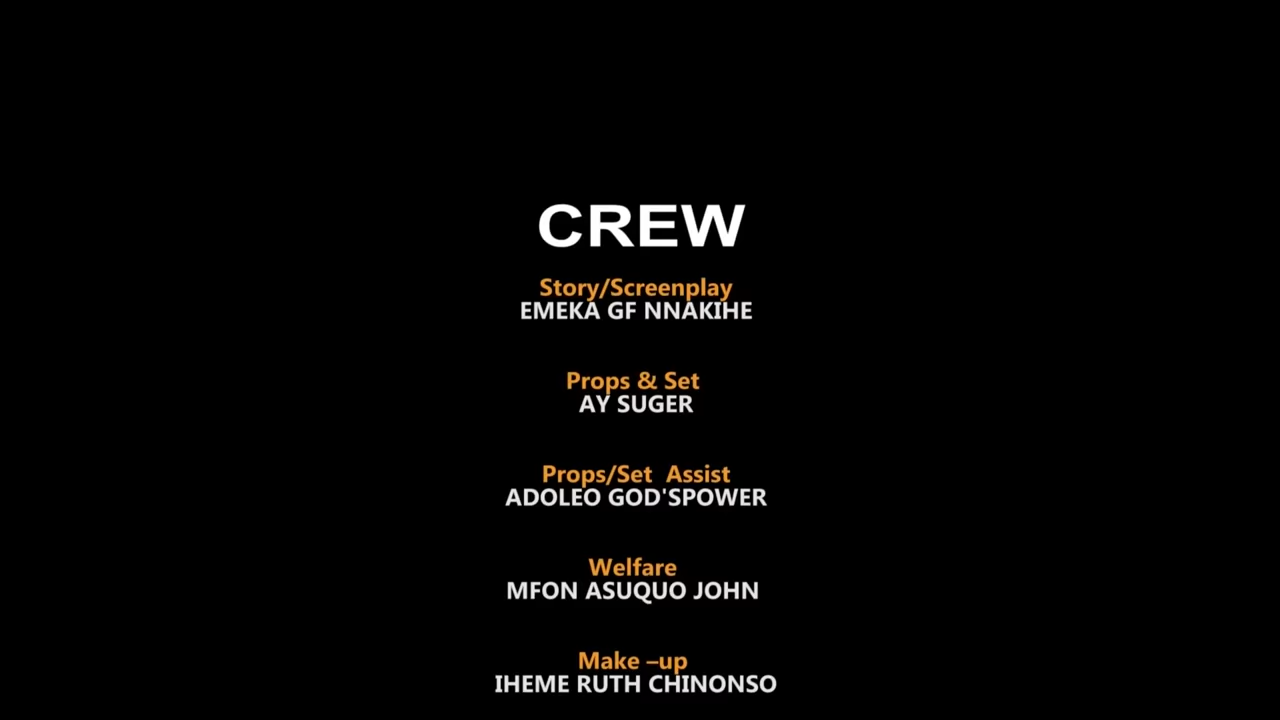 CREW
Story/Screenplay
EMEKA GF NNAKIHE
Props & Set
AY SUGER
Props/Set  Assist
ADOLEO GOD'SPOWER
Welfare
MFON ASUQUO JOHN
Make –up
IHEME RUTH CHINONSO